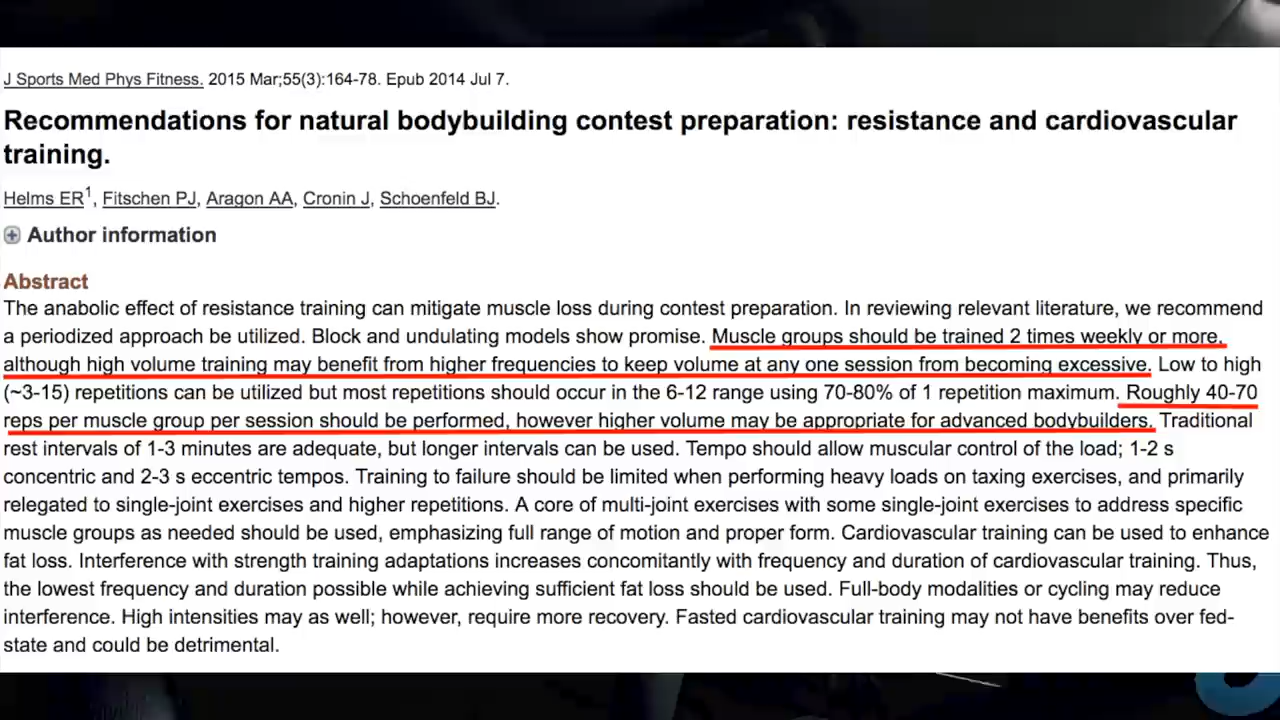 J Sports Med Phys Fitness. 2015 Mar;55(3):164-78. Epub 2014 Jul 7.
Recommendations for natural bodybuilding contest preparation: resistance and cardiovascular
training.
Helms ER1, Fitschen PJ, Aragon AA, Cronin J, Schoenfeld BJ.
Author information
Abstract
The anabolic effect of resistance training can mitigate muscle loss during contest preparation. In reviewing relevant literature, we recommend
a periodized approach be utilized. Block and undulating models show promise. Muscle groups should be trained 2 times weekly or more,
although high volume training may benefit from higher frequencies to keep volume at any one session from becoming excessive. Low to high
(~3-15) repetitions can be utilized but most repetitions should occur in the 6-12 range using 70-80% of 1 repetition maximum. Roughly 40-70
reps per muscle group per session should be performed, however higher volume may be appropriate for advanced bodybuilders. Traditional
rest intervals of 1-3 minutes are adequate, but longer intervals can be used. Tempo should allow muscular control of the load; 1-2 s
concentric and 2-3 s eccentric tempos. Training to failure should be limited when performing heavy loads on taxing exercises, and primarily
relegated to single-joint exercises and higher repetitions. A core of multi-joint exercises with some single-joint exercises to address specific
muscle groups as needed should be used, emphasizing full range of motion and proper form. Cardiovascular training can be used to enhance
fat loss. Interference with strength training adaptations increases concomitantly with frequency and duration of cardiovascular training. Thus,
the lowest frequency and duration possible while achieving sufficient fat loss should be used. Full-body modalities or cycling may reduce
interference. High intensities may as well; however, require more recovery. Fasted cardiovascular training may not have benefits over fed-
state and could be detrimental.